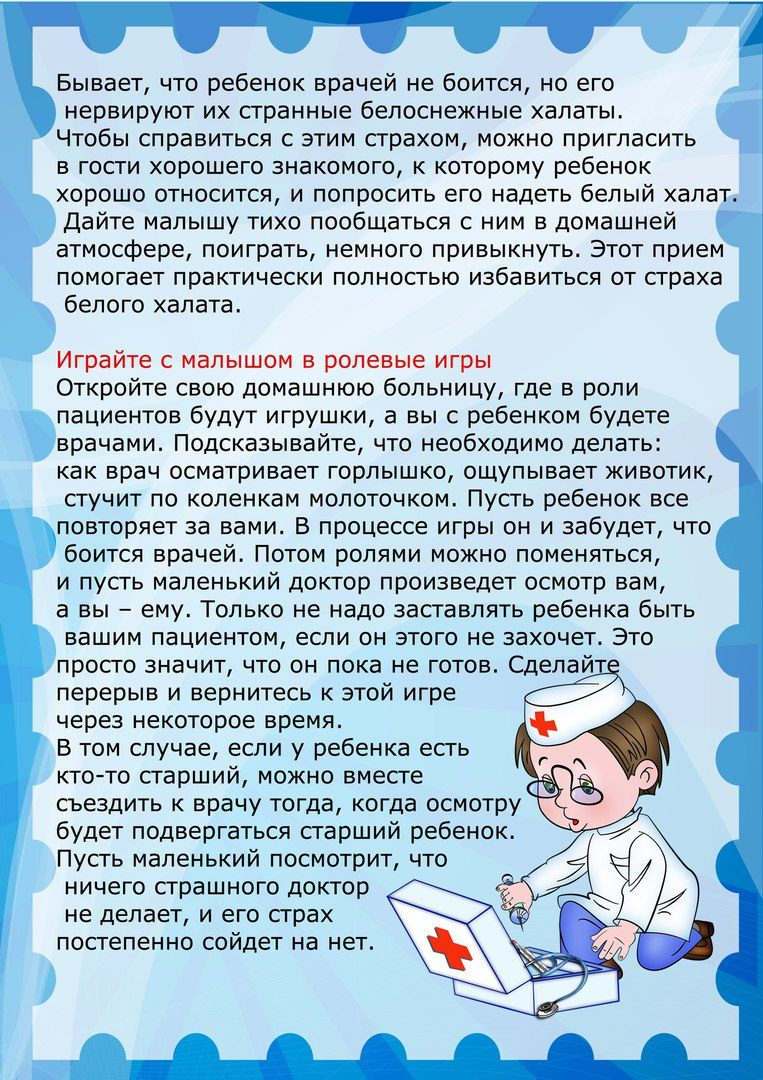 Бывает, что ребенок врачей не боится, но его
нервируют их странные белоснежные халаты.
Чтобы справиться с этим страхом, можно пригласить
в гости хорошего знакомого, к которому ребенок
хорошо относится, и попросить его надеть белый халат.
Дайте малышу тихо пообщаться с ним в домашней
атмосфере, поиграть, немного привыкнуть. Этот прием
помогает практически полностью избавиться от страха
белого халата.
Играйте с малышом в ролевые игры
Откройте свою домашнюю больницу, где в роли
пациентов будут игрушки, а вы с ребенком будете
врачами. Подсказывайте, что необходимо делать:
как врач осматривает горлышко, ощупывает животик,
стучит по коленкам молоточком. Пусть ребенок все
повторяет за вами. В процессе игры он и забудет, что
боится врачей. Потом ролями можно поменяться,
и пусть маленький доктор произведет осмотр вам,
а вы – ему. Только не надо заставлять ребенка быть
вашим пациентом, если он этого не захочет. Это
просто значит, что он пока не готов. Сделайте
перерыв и вернитесь к этой игре
через некоторое время.
В том случае, если у ребенка есть
кто-то старший, можно вместе
съездить к врачу тогда, когда осмотру
будет подвергаться старший ребенок.
Пусть маленький посмотрит, что
ничего страшного доктор
не делает, и его страх
постепенно сойдет на нет.